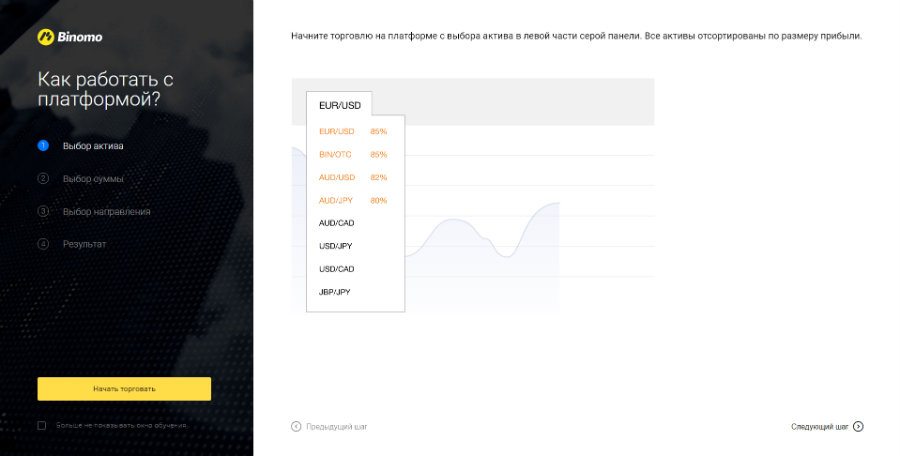 Binomo
Как работать с
платформой?
1 Выбор актива
2 Выбор суммы
3 Выбор направления
4 Результат
Начать торговать
Больше не показывать окно обучения
Начните торговлю на платформе с выбора актива в левой части серой панели. Все активы отсортированы по размеру прибыли.
EUR/USD
EUR/USD 85%
BIN/OTC 85%
AUD/USD 82%
AUD/JPY 80%
AUD/CAD
USD/JPY
USD/CAD
JBP/JPY
Предыдущий шаг
Следующий шаг